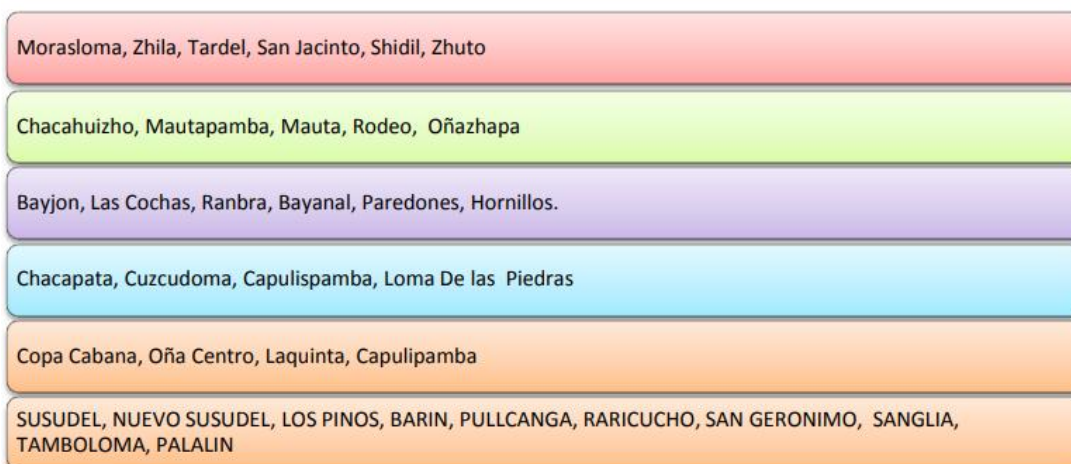 Morasloma, Zhila, Tardel, San Jacinto, Shidil, Zhuto
Chacahuizho, Mautapamba, Mauta, Rodeo, Oñazhapa
Bayjon, Las Cochas, Ranbra, Bayanal, Paredones, Hornillos.
Chacapata, Cuzcudoma, Capulispamba, Loma De las Piedras
Copa Cabana, Oña Centro, Laquinta, Capulipamba
SUSUDEL, NUEVO SUSUDEL, LOS PINOS, BARIN, PULLCANGA, RARICUCHO, SAN GERONIMO, SANGLIA,
TAMBOLOMA, PALALIN